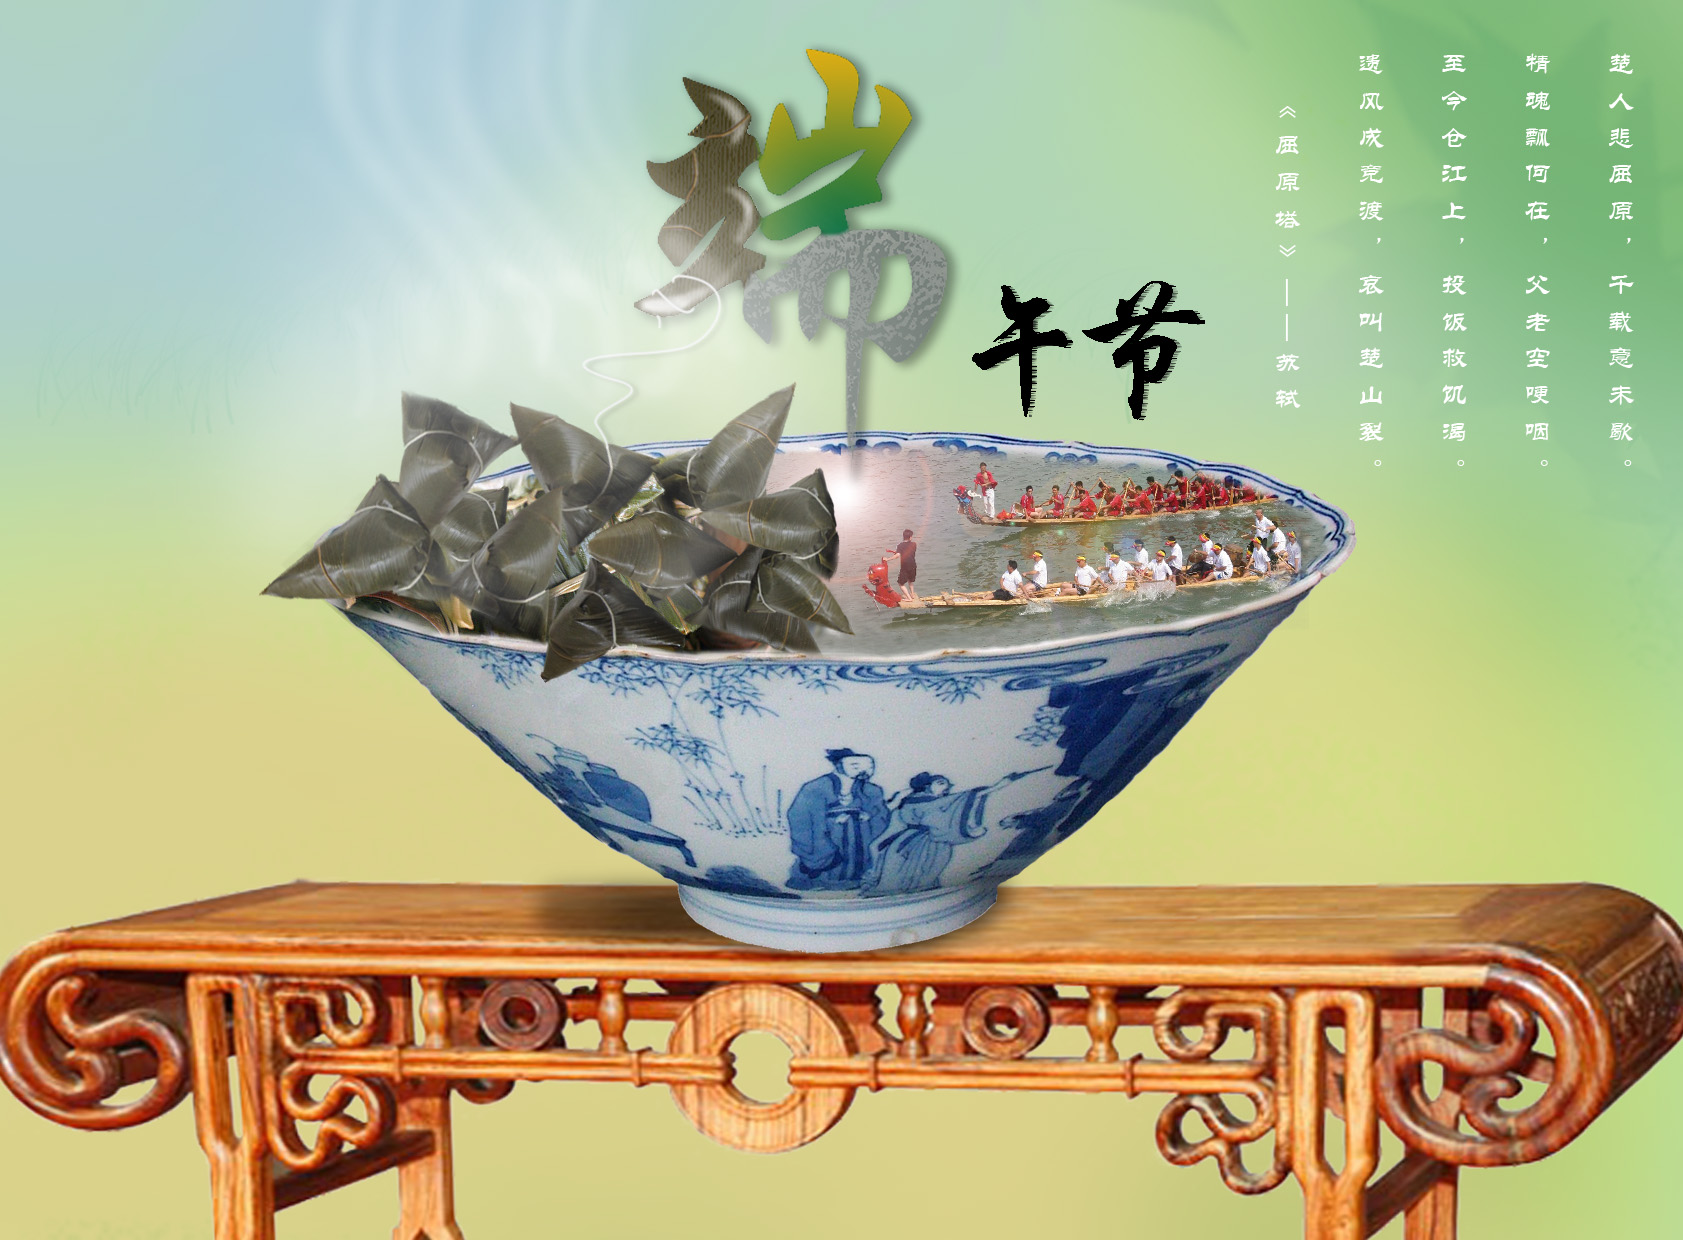 端
午节
楚人悲屈原，千载意未歇。
精魂飘何在，父老空哽咽。
至今仓江上，投饭救饥渴。
遗风成竞渡，哀叫楚山裂。
《屈原塔》——苏轼